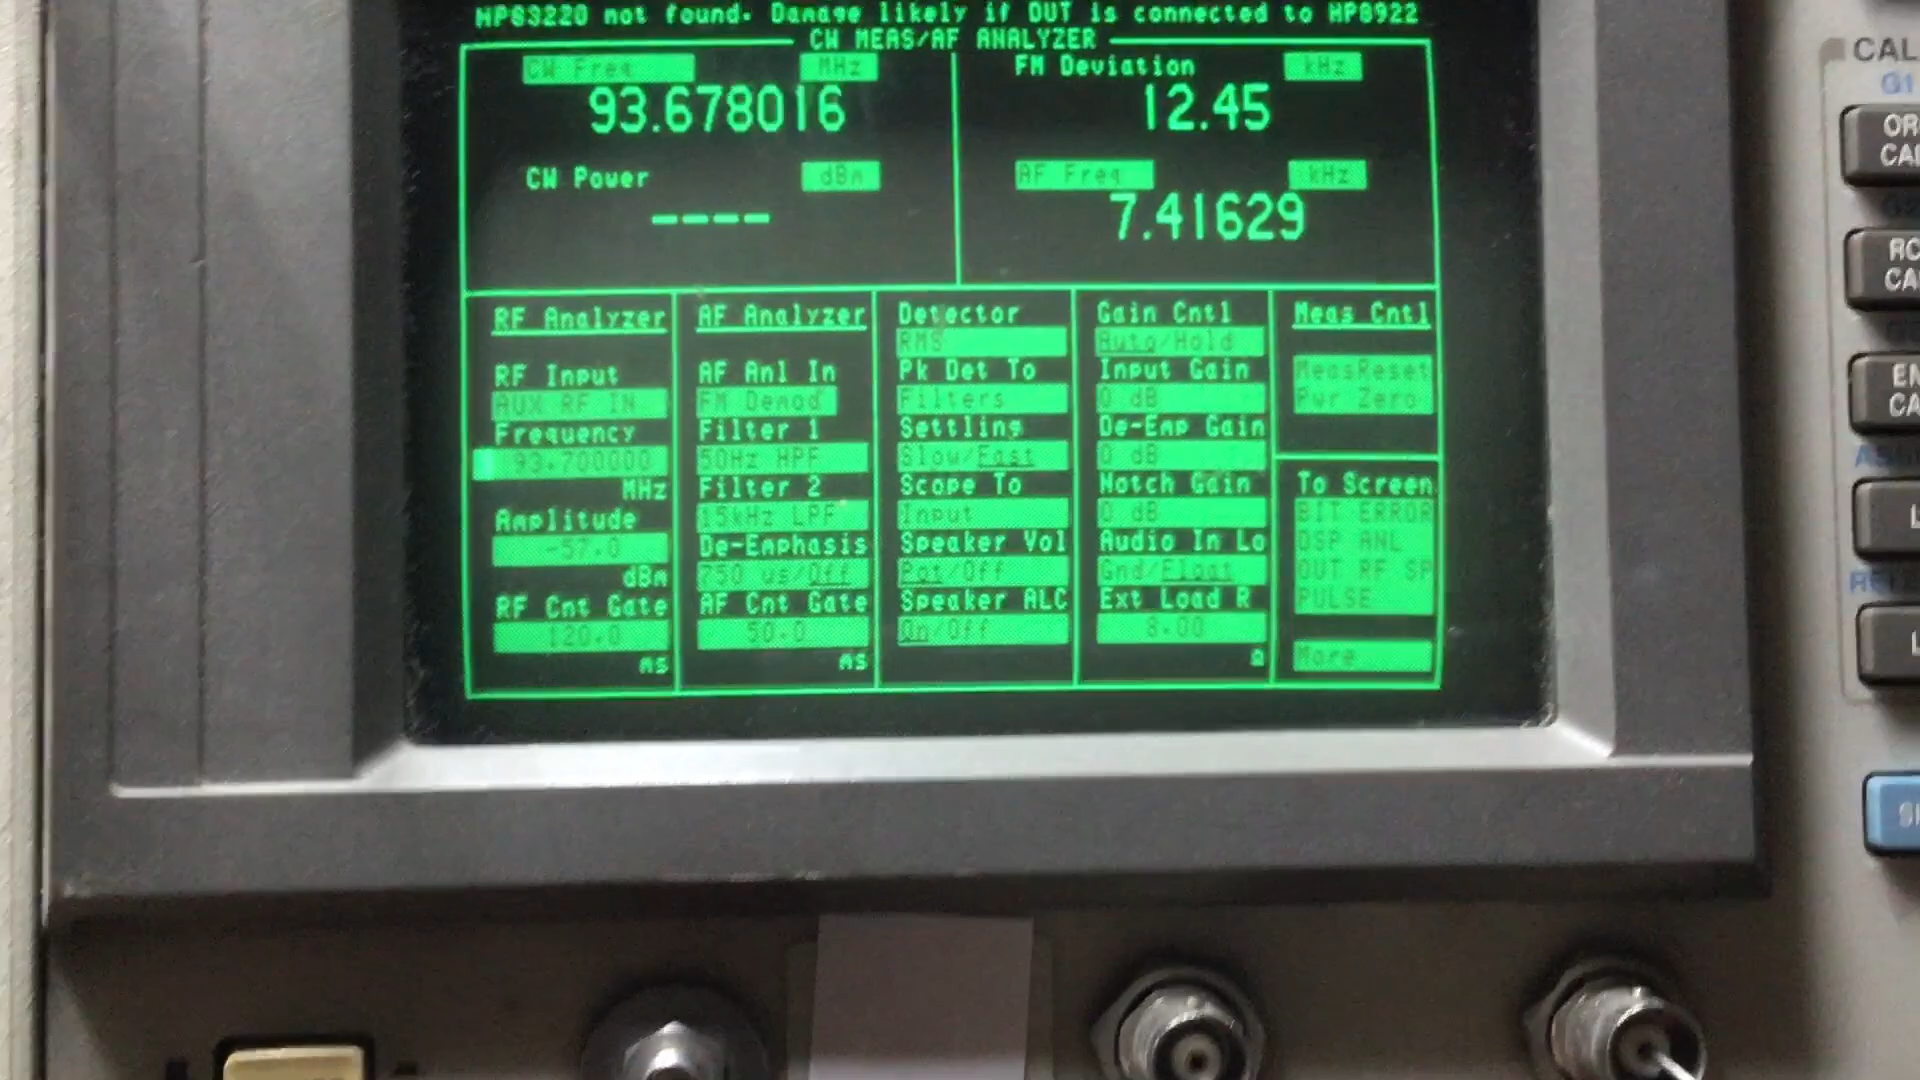 HP83220 not found. Damage likely if DUT is connected to HP8922
CW MEAS/AF ANALYZER
CW Freq MHz
93.678016
CW Power dBm
----
FM Deviation kHz
12.45
AF Freq kHz
7.41629
RF Analyzer
RF Input
AUX RF IN
Frequency
93.700000
MHz
Amplitude
-57.0
dBm
RF Cnt Gate
120.0
ms
AF Analyzer
AF Anl In
FM Demod
Filter 1
50Hz HPF
Filter 2
15kHz LPF
De-Emphasis
750 us/Off
AF Cnt Gate
50.0
ms
Detector
RMS
Pk Det To
Filters
Settling
Slow/Fast
Scope To
Input
Speaker Vol
Pot/Off
Speaker ALC
On/Off
Gain Cntl
Auto/Hold
Input Gain
0 dB
De-Emp Gain
0 dB
Notch Gain
0 dB
Audio In Lo
Gnd/Float
Ext Load R
8.00
Ω
Meas Cntl
MeasReset
Pwr Zero
To Screen
BIT ERROR
DSP ANL
OUT RF SP
PULSE
More
CAL
G1
CAL
CAL